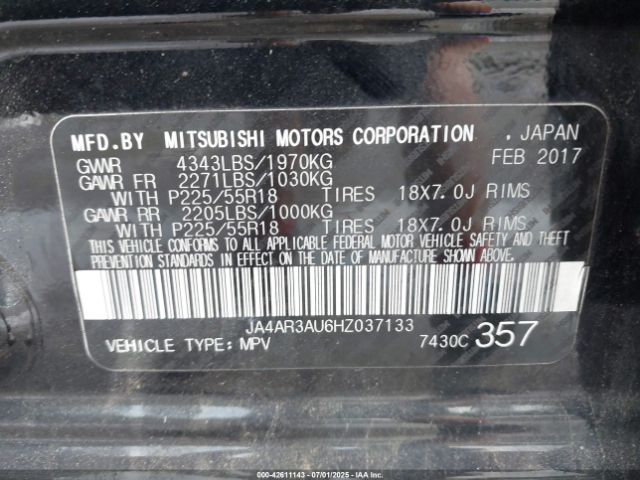 MFD.BY MITSUBISHI MOTORS CORPORATION , JAPAN
GVWR 4343LBS/1970KG FEB 2017
GAWR FR 2271LBS/1030KG
WITH P225/55R18 TIRES 18X7.0J RIMS
GAWR RR 2205LBS/1000KG
WITH P225/55R18 TIRES 18X7.0J RIMS
THIS VEHICLE CONFORMS TO ALL APPLICABLE FEDERAL MOTOR VEHICLE SAFETY AND THEFT
PREVENTION STANDARDS IN EFFECT ON THE DATE OF MANUFACTURE SHOWN ABOVE.
JA4AR3AU6HZ037133
VEHICLE TYPE: MPV 7430C 357
000-42611143 - 07/01/2025 - IAAI.com